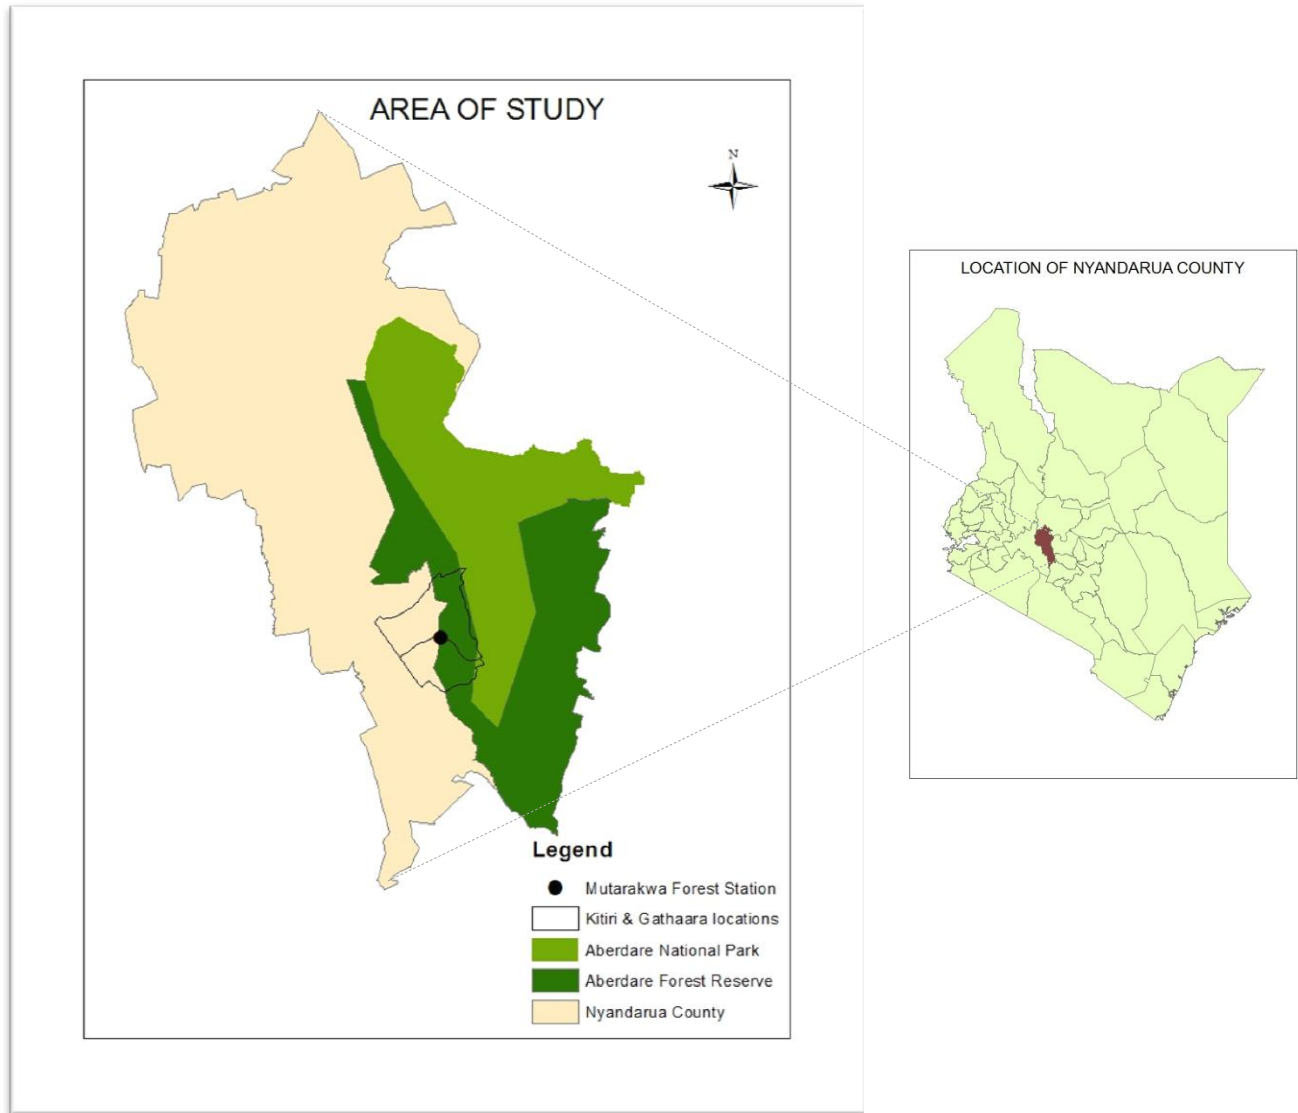 AREA OF STUDY
N
LOCATION OF NYANDARUA COUNTY
Legend
Mutarakwa Forest Station
Kitiri & Gathaara locations
Aberdare National Park
Aberdare Forest Reserve
Nyandarua County